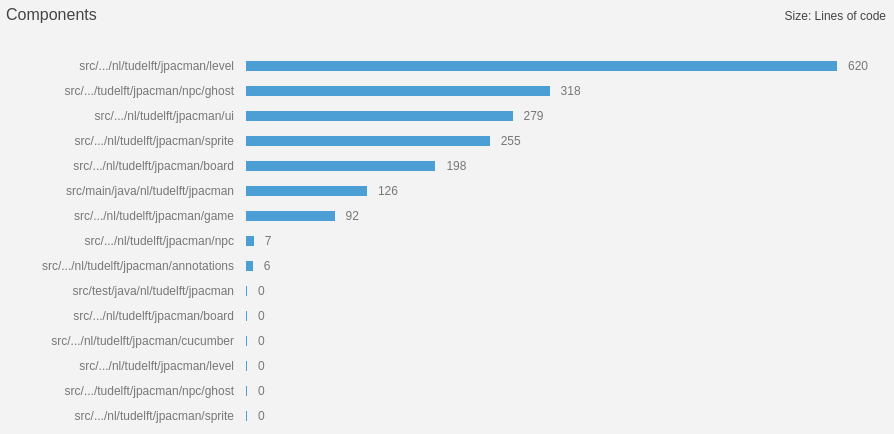 Components
Size: Lines of code
src/.../nl/tudelft/jpacman/level 620
src/.../tudelft/jpacman/npc/ghost 318
src/.../nl/tudelft/jpacman/ui 279
src/.../nl/tudelft/jpacman/sprite 255
src/.../nl/tudelft/jpacman/board 198
src/main/java/nl/tudelft/jpacman 126
src/.../nl/tudelft/jpacman/game 92
src/.../nl/tudelft/jpacman/npc 7
src/.../nl/tudelft/jpacman/annotations 6
src/test/java/nl/tudelft/jpacman 0
src/.../nl/tudelft/jpacman/board 0
src/.../nl/tudelft/jpacman/cucumber 0
src/.../nl/tudelft/jpacman/level 0
src/.../tudelft/jpacman/npc/ghost 0
src/.../nl/tudelft/jpacman/sprite 0